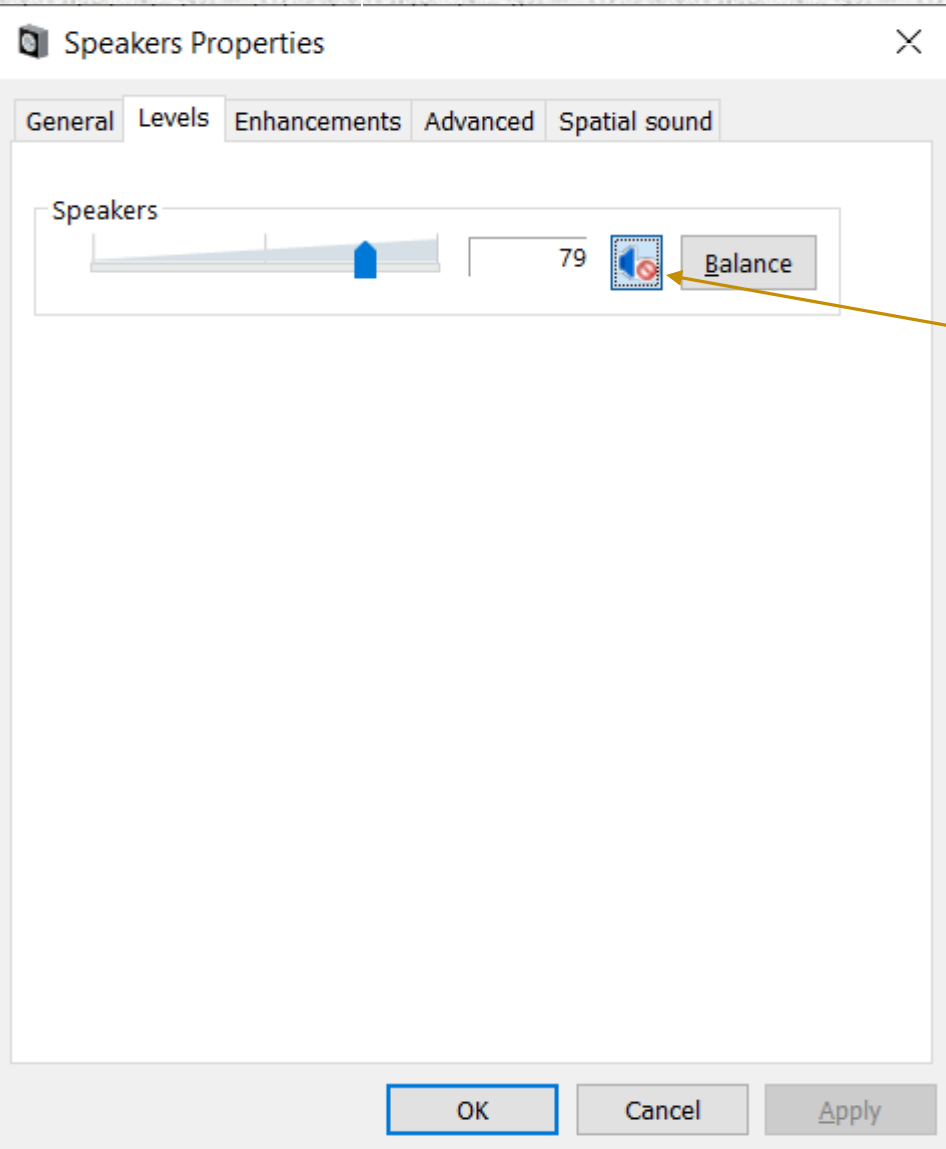 Speakers Properties
General Levels Enhancements Advanced Spatial sound
Speakers
79 Balance
OK Cancel Apply